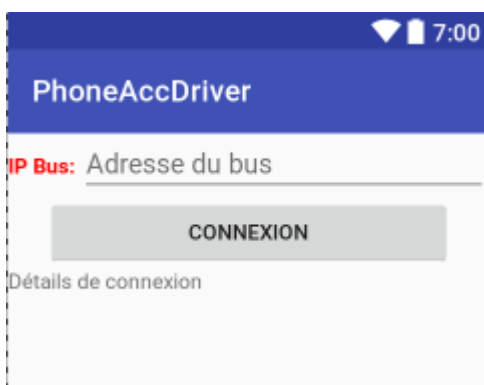 7:00
PhoneAccDriver
IP Bus: Adresse du bus
CONNEXION
Détails de connexion